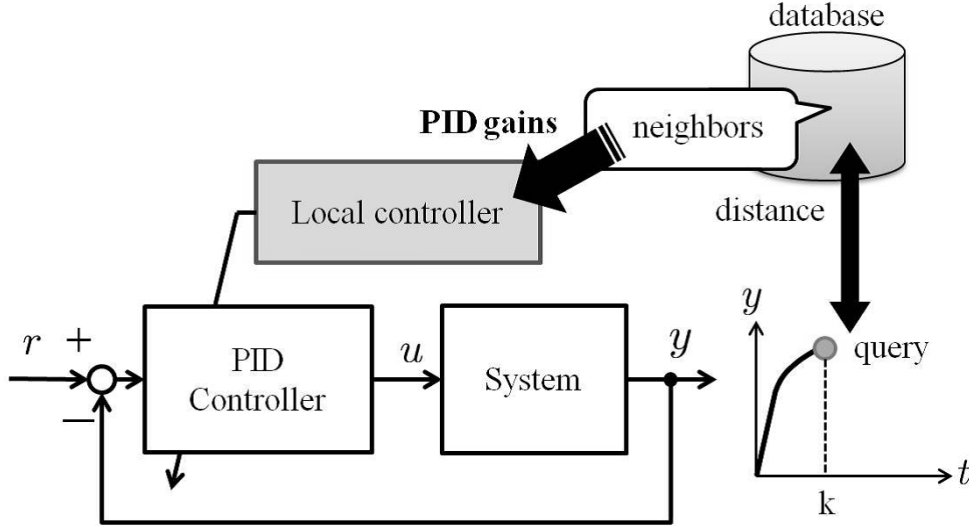 database
PID gains
neighbors
Local controller
distance
y
r
+
u
y
query
PID
Controller
System
−
k
t